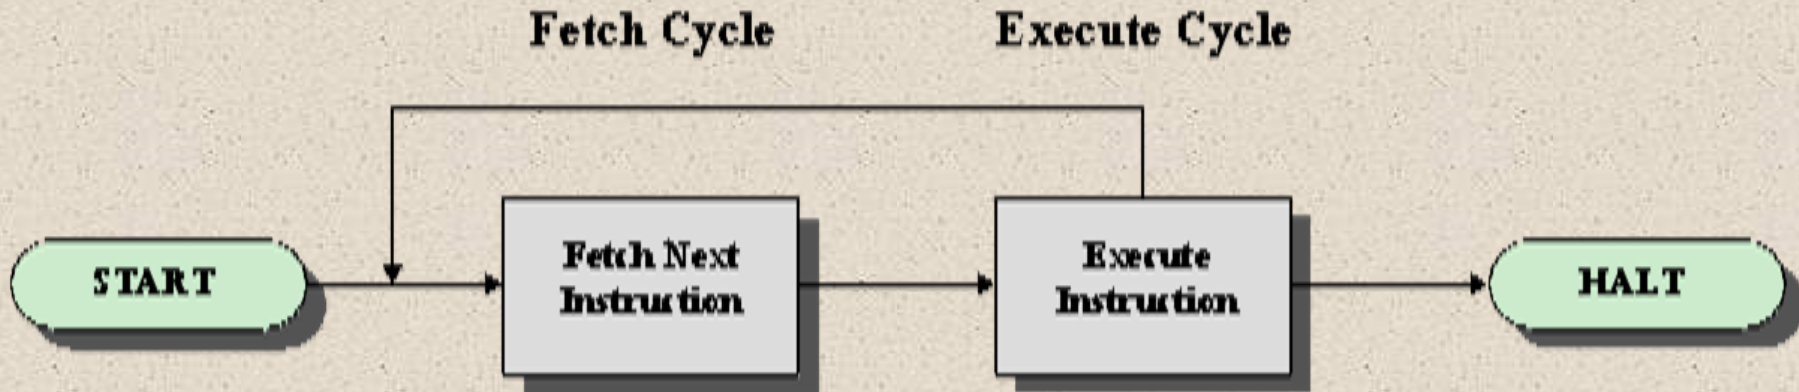 Fetch Cycle
Execute Cycle
START
Fetch Next
Instruction
Execute
Instruction
HALT